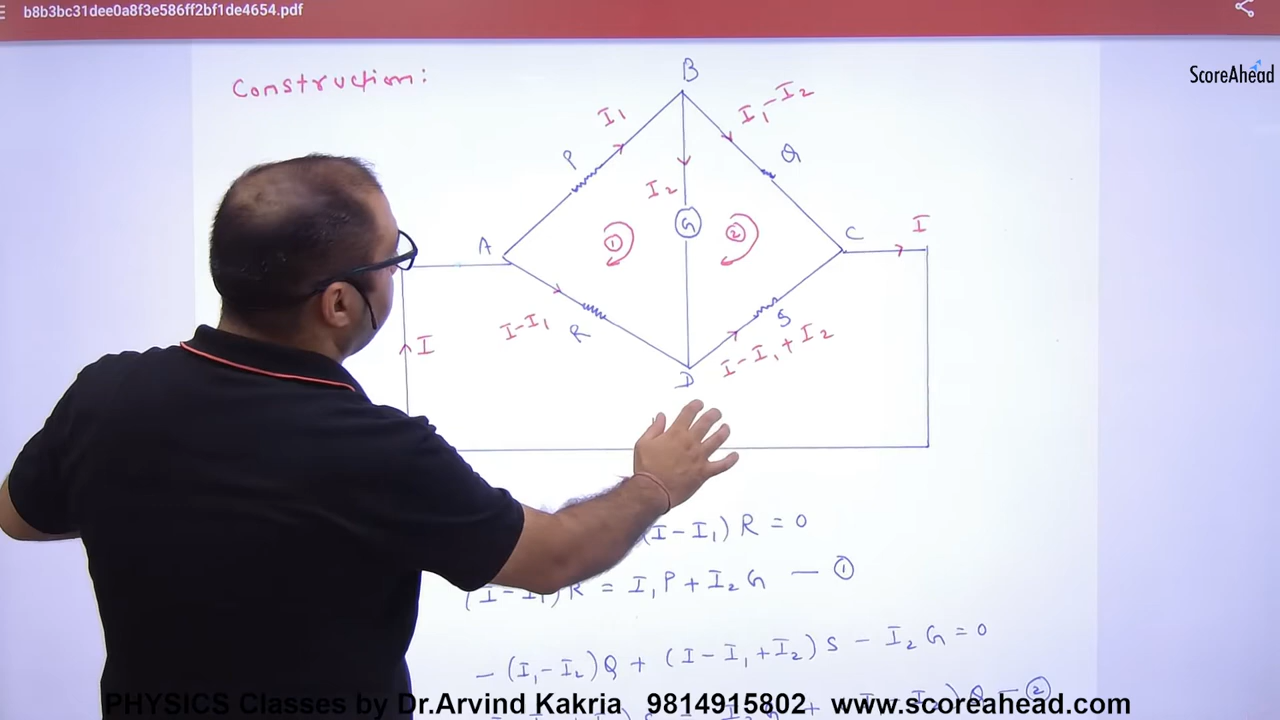 b8b3bc31dee0a8f3e586ff2bf1de4654.pdf
ScoreAhead
Construction:
B
I₁
I₁-I₂
P
Q
I₂
G
1
2
A
C
I
I-I₁
R
S
I
I-I₁+I₂
D
(I-I₁) R = 0
(I-I₁) R = I₁P + I₂G — ①
- (I₁-I₂)Q + (I-I₁+I₂) S - I₂G = 0
Q — ②
PHYSICS Classes by Dr.Arvind Kakria 9814915802 www.scoreahead.com